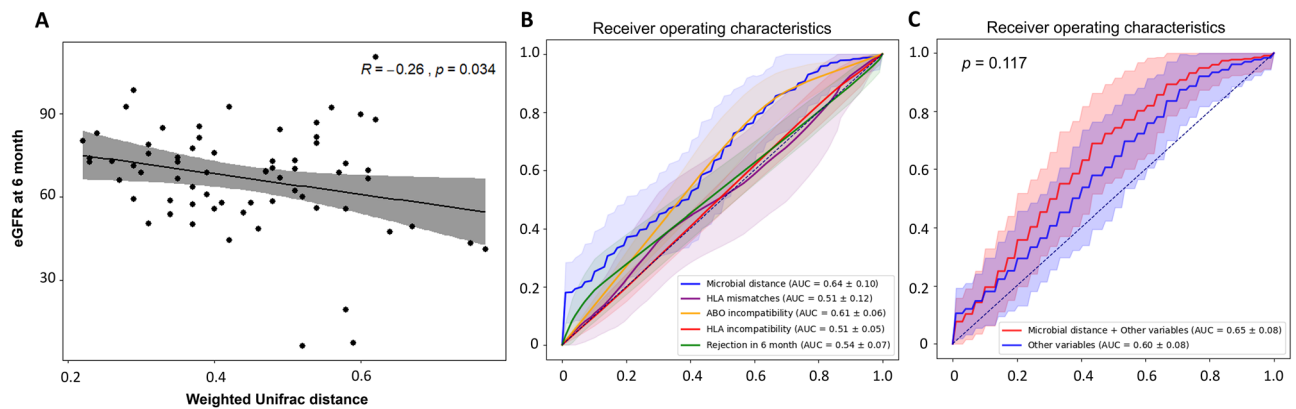 A
R = −0.26 , p = 0.034
90
60
30
eGFR at 6 month
0.2
0.4
0.6
Weighted Unifrac distance
B
Receiver operating characteristics
1.0
0.8
0.6
0.4
0.2
0
Microbial distance (AUC = 0.64 ± 0.10)
HLA mismatches (AUC = 0.51 ± 0.12)
ABO incompatibility (AUC = 0.61 ± 0.06)
HLA incompatibility (AUC = 0.51 ± 0.05)
Rejection in 6 month (AUC = 0.54 ± 0.07)
0
0.2
0.4
0.6
0.8
1.0
C
Receiver operating characteristics
p = 0.117
1.0
0.8
0.6
0.4
0.2
0
Microbial distance + Other variables (AUC = 0.65 ± 0.08)
Other variables (AUC = 0.60 ± 0.08)
0
0.2
0.4
0.6
0.8
1.0